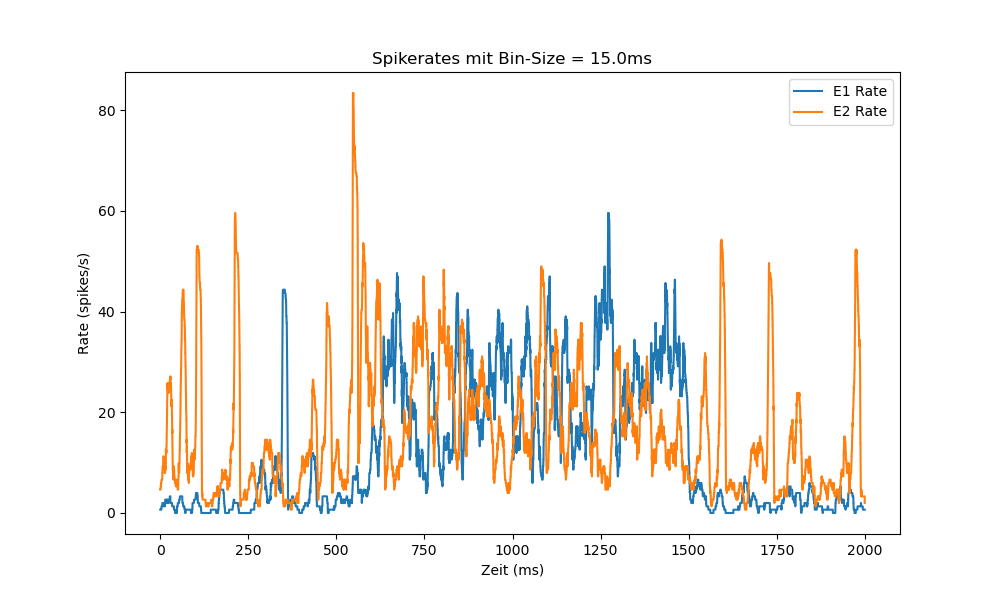 Spikerates mit Bin-Size = 15.0ms
E1 Rate
E2 Rate
80
60
40
20
0
Rate (spikes/s)
0 250 500 750 1000 1250 1500 1750 2000
Zeit (ms)